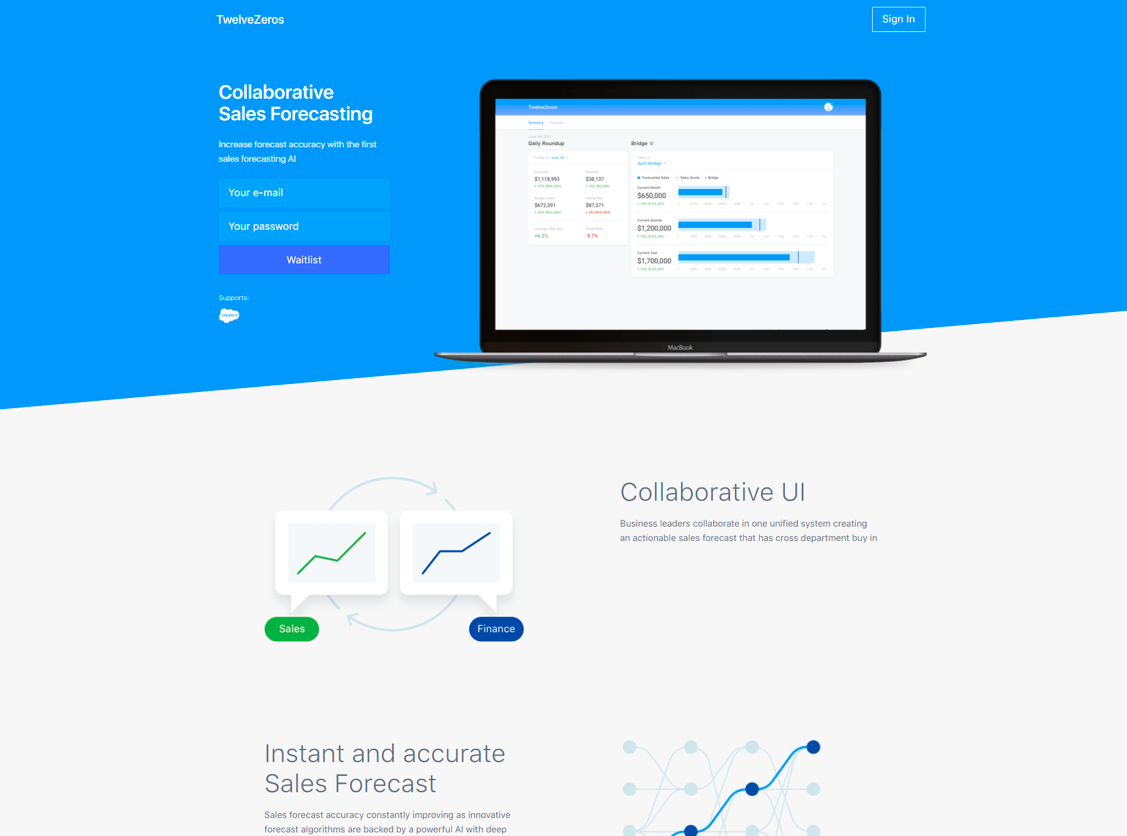 TwelveZeros
Sign In
Collaborative
Sales Forecasting
Increase forecast accuracy with the first
sales forecasting AI
Your e-mail
Your password
Waitlist
Supports:
salesforce
TwelveZeros
Summary
Daily Roundup
Bridge
April Bridge
Forecasted Sales
Sales Quota
Bridge
$1,118,993
$38,137
$672,391
$87,371
+6.2%
-5.1%
Current Month
$650,000
Current Quarter
$1,200,000
Current Year
$1,700,000
MacBook
Collaborative UI
Business leaders collaborate in one unified system creating
an actionable sales forecast that has cross department buy in
Sales
Finance
Instant and accurate
Sales Forecast
Sales forecast accuracy constantly improving as innovative
forecast algorithms are backed by a powerful AI with deep